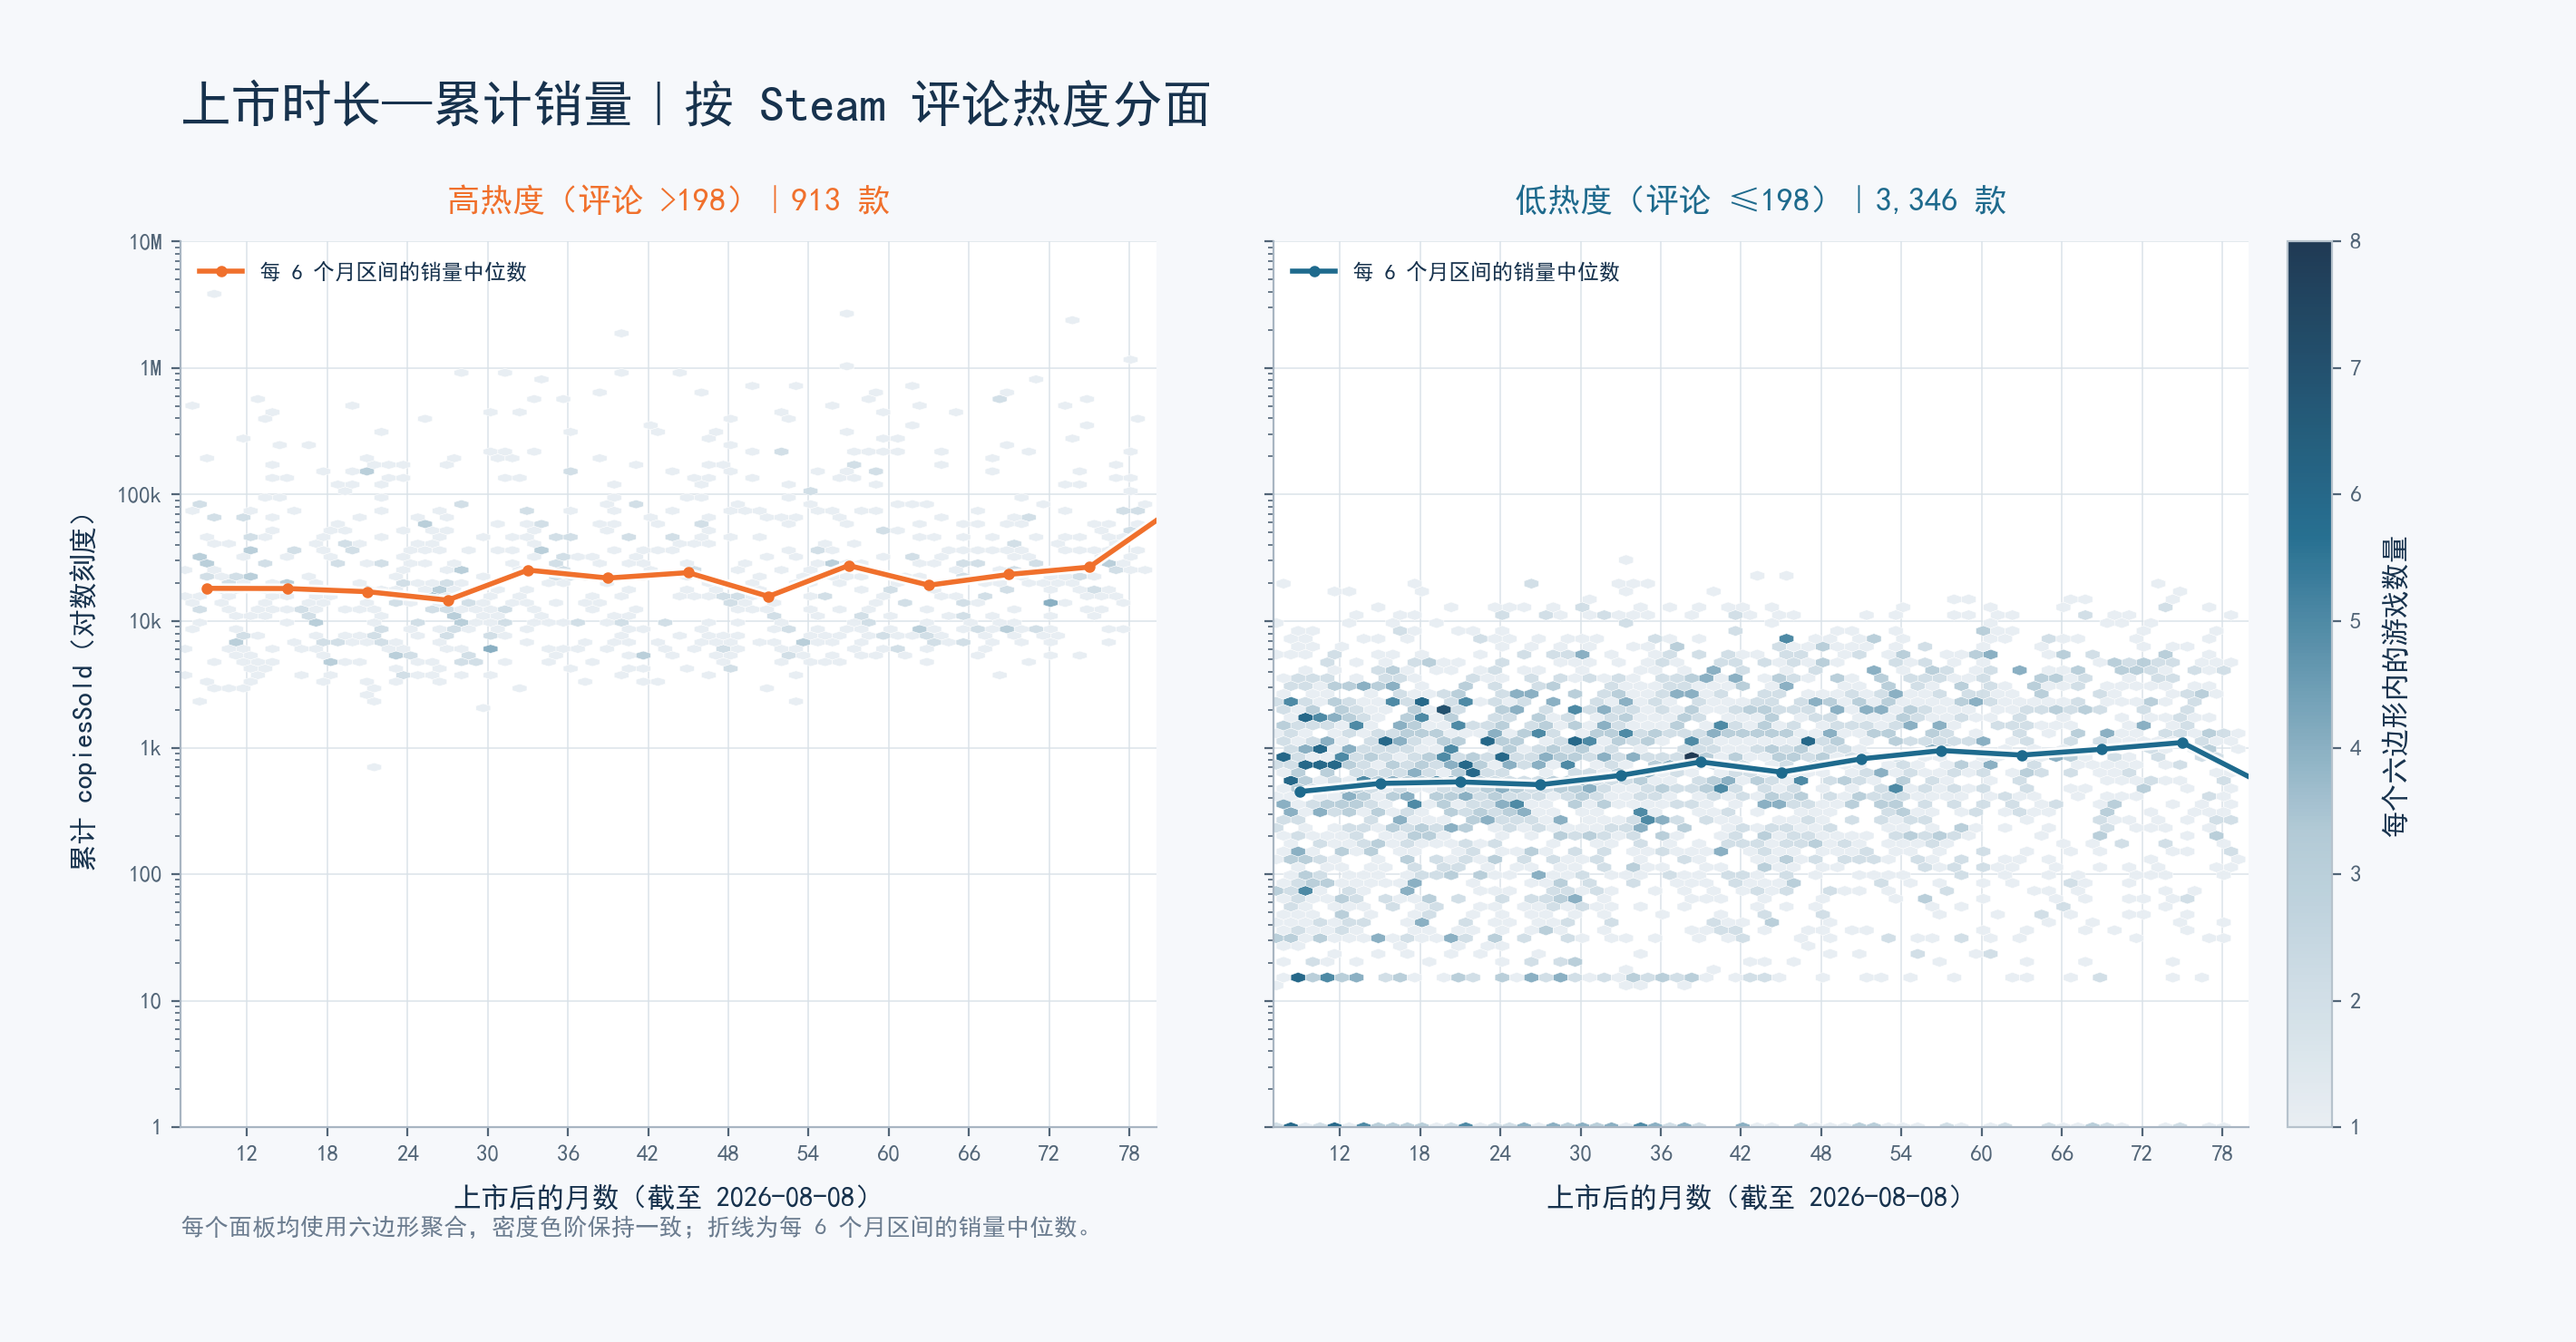 上市时长—累计销量｜按 Steam 评论热度分面
高热度（评论 >198）｜913 款
低热度（评论 ≤198）｜3,346 款
每 6 个月区间的销量中位数
每 6 个月区间的销量中位数
累计 copiesSold（对数刻度）
10M
1M
100k
10k
1k
100
10
1
12 18 24 30 36 42 48 54 60 66 72 78
12 18 24 30 36 42 48 54 60 66 72 78
8
7
6
5
4
3
2
1
每个六边形内的游戏数量
上市后的月数（截至 2026-08-08）
上市后的月数（截至 2026-08-08）
每个面板均使用六边形聚合，密度色阶保持一致；折线为每 6 个月区间的销量中位数。